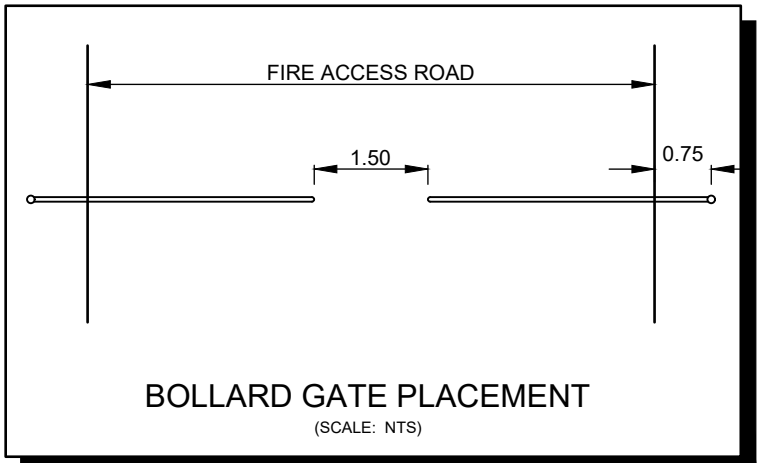 FIRE ACCESS ROAD
1.50
0.75
BOLLARD GATE PLACEMENT
(SCALE: NTS)